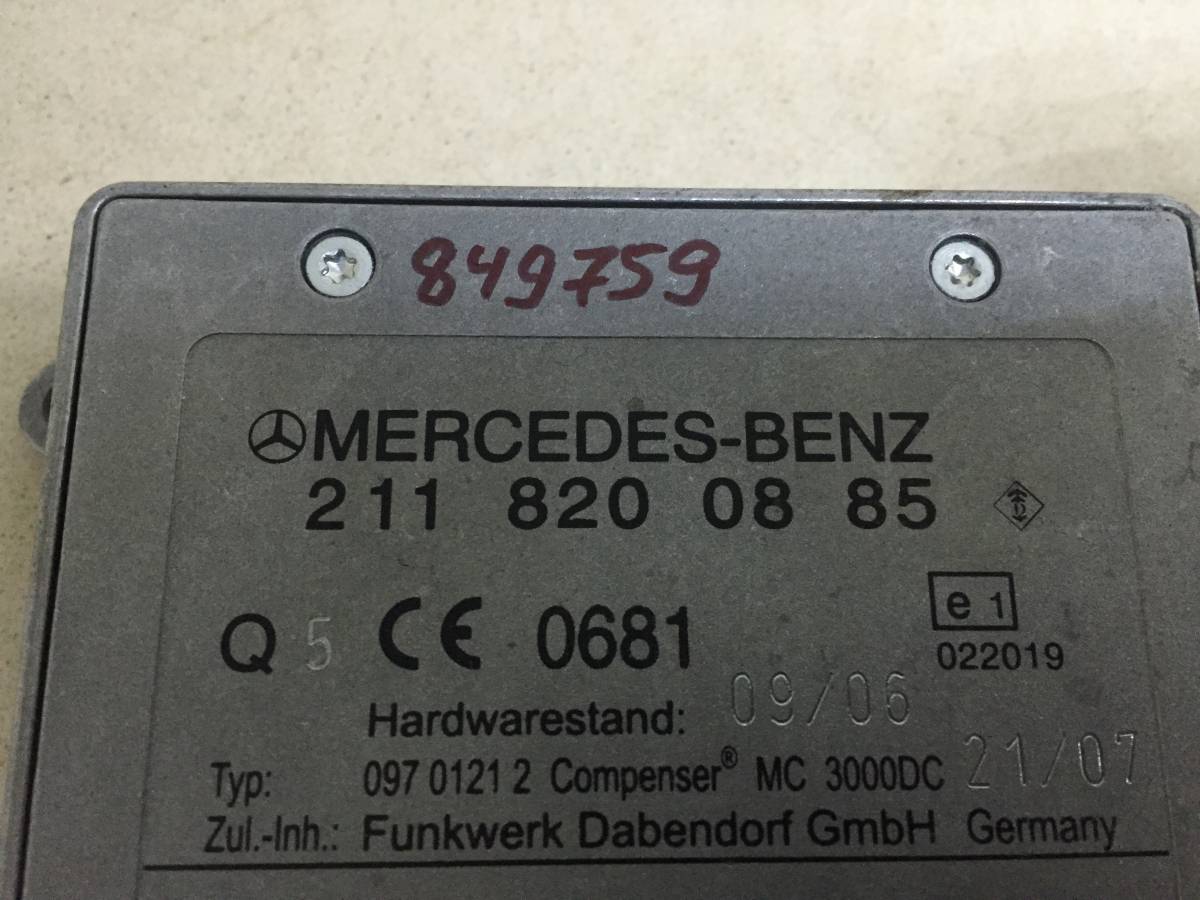 849759
MERCEDES-BENZ
211 820 08 85
Q 5 CE 0681
e 1
022019
Hardwarestand: 09/06
Typ: 097 0121 2 Compenser® MC 3000DC 21/07
Zul.-Inh.: Funkwerk Dabendorf GmbH Germany